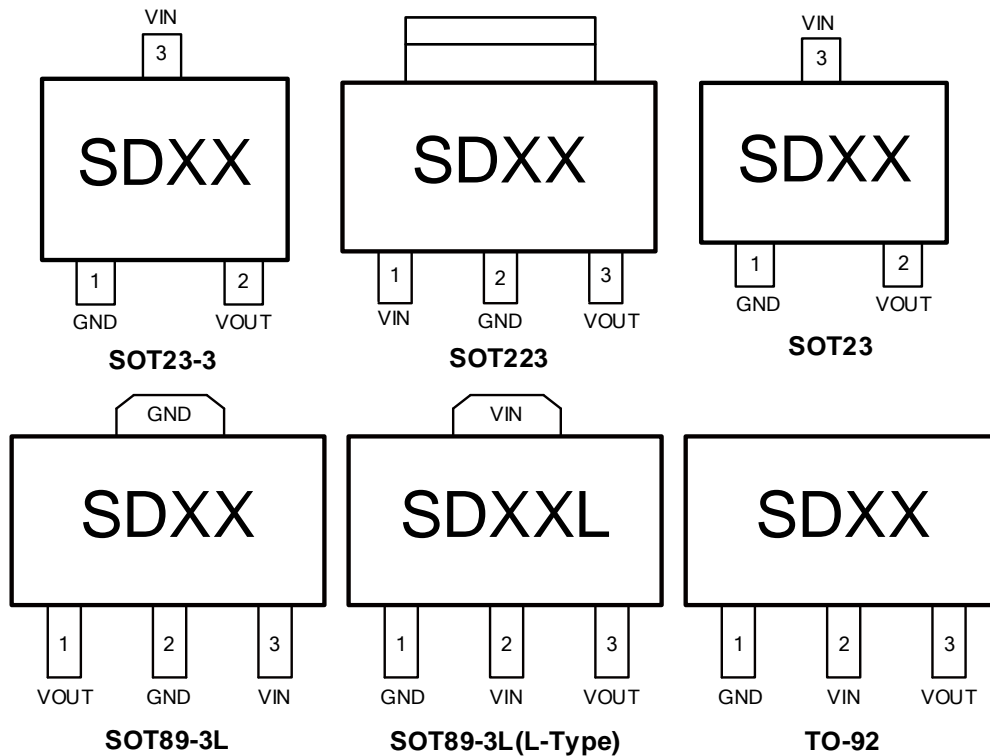 VIN
3
SDXX
1
2
GND
VOUT
SOT23-3
SDXX
1
2
3
VIN
GND
VOUT
SOT223
VIN
3
SDXX
1
2
GND
VOUT
SOT23
GND
SDXX
1
2
3
VOUT
GND
VIN
SOT89-3L
VIN
SDXXL
1
2
3
GND
VIN
VOUT
SOT89-3L(L-Type)
SDXX
1
2
3
GND
VIN
VOUT
TO-92